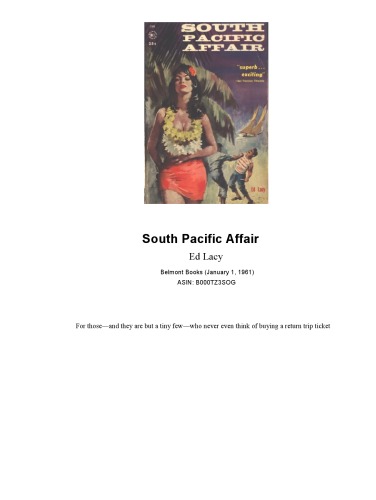 SOUTH
PACIFIC
AFFAIR
"superb...
exciting"
Ed Lacy
South Pacific Affair
Ed Lacy
Belmont Books (January 1, 1961)
ASIN: B000TZ3SOG
For those—and they are but a tiny few—who never even think of buying a return trip ticket